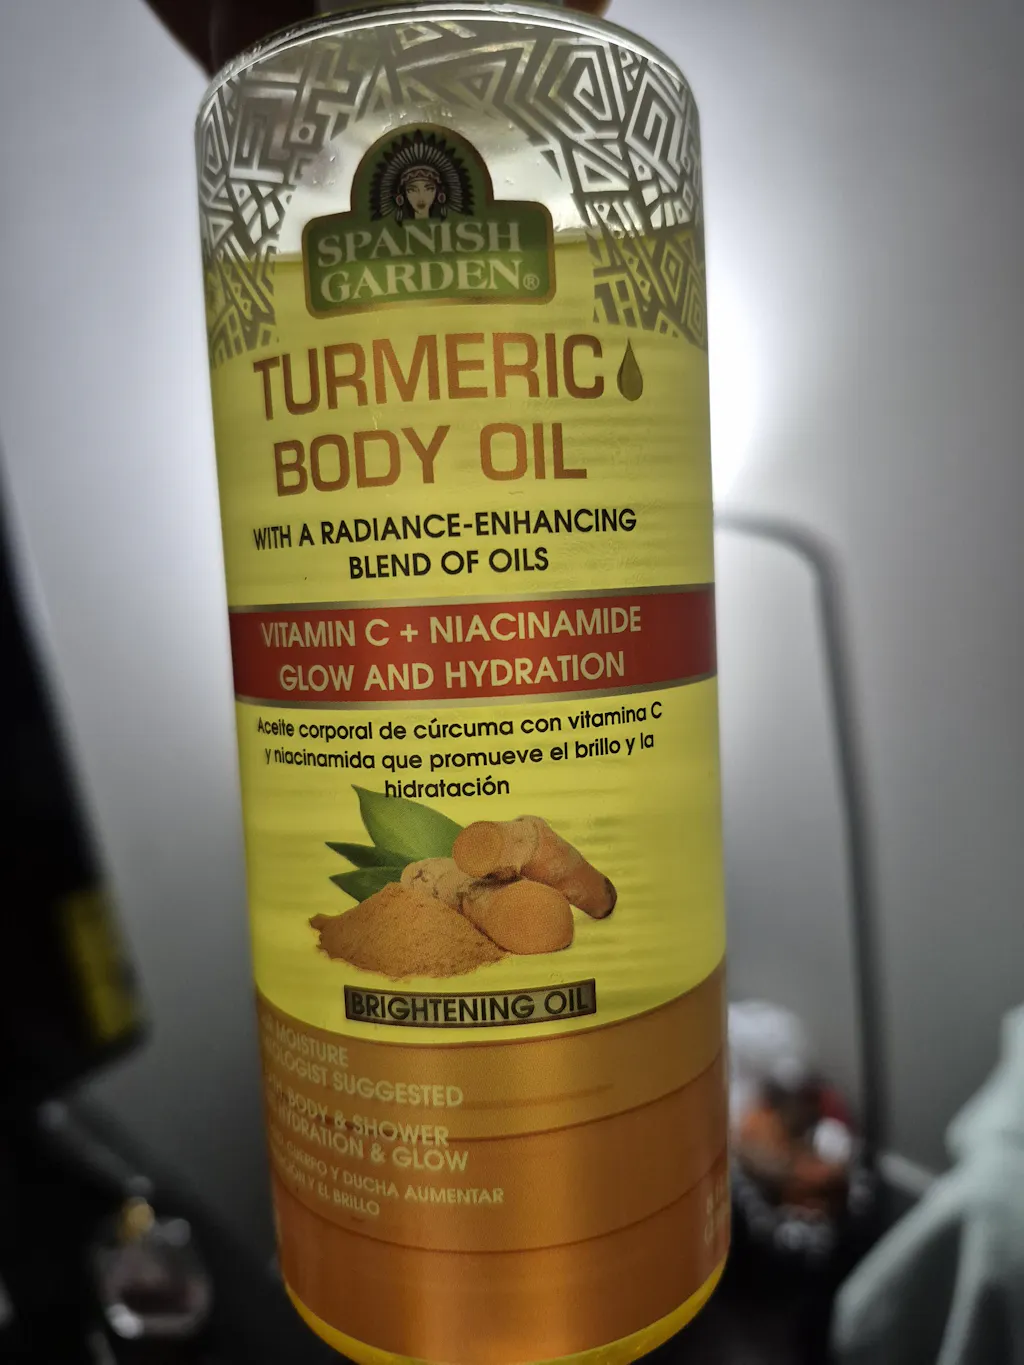 SPANISH
GARDEN®
TURMERIC
BODY OIL
WITH A RADIANCE-ENHANCING
BLEND OF OILS
VITAMIN C + NIACINAMIDE
GLOW AND HYDRATION
Aceite corporal de cúrcuma con vitamina C
y niacinamida que promueve el brillo y la
hidratación
BRIGHTENING OIL
MOISTURE
SUGGESTED
BODY & SHOWER
& GLOW
CUERPO Y DUCHA AUMENTAR
Y EL BRILLO